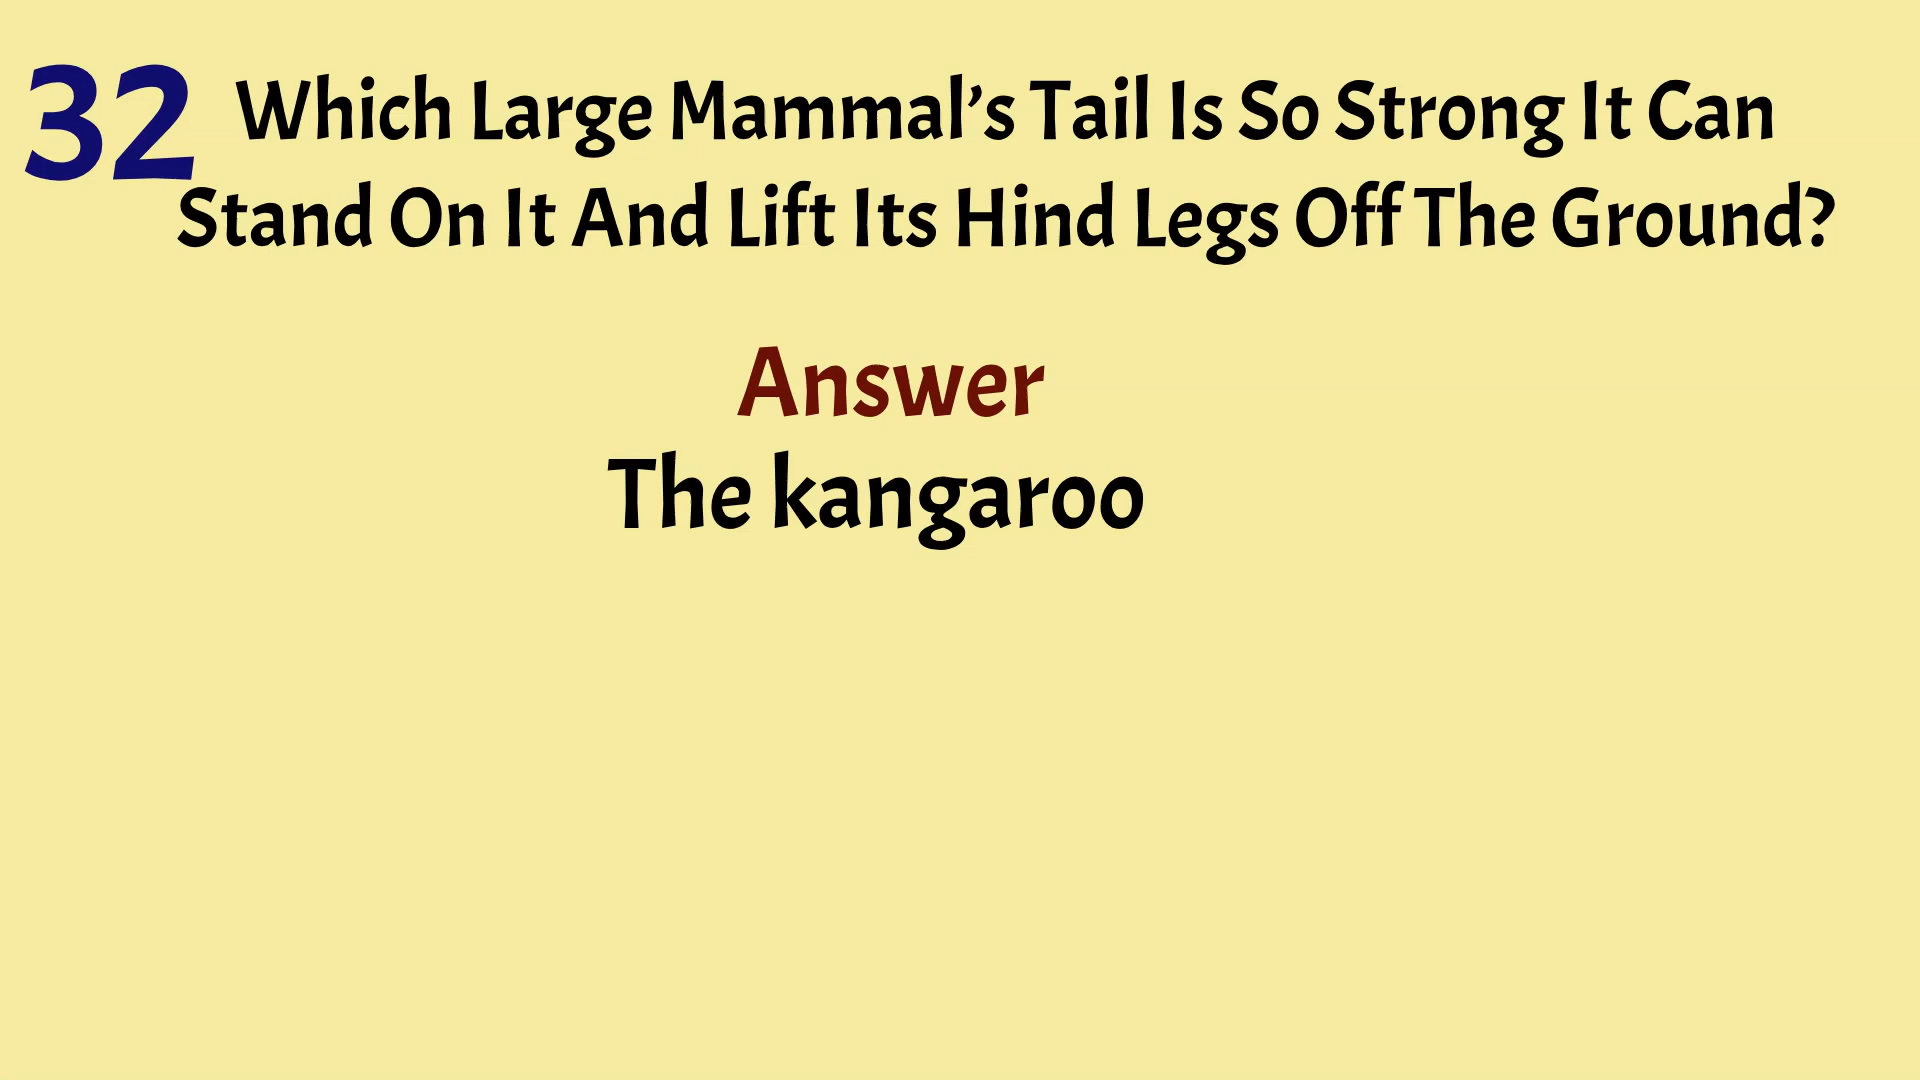 32 Which Large Mammal’s Tail Is So Strong It Can
Stand On It And Lift Its Hind Legs Off The Ground?
Answer
The kangaroo